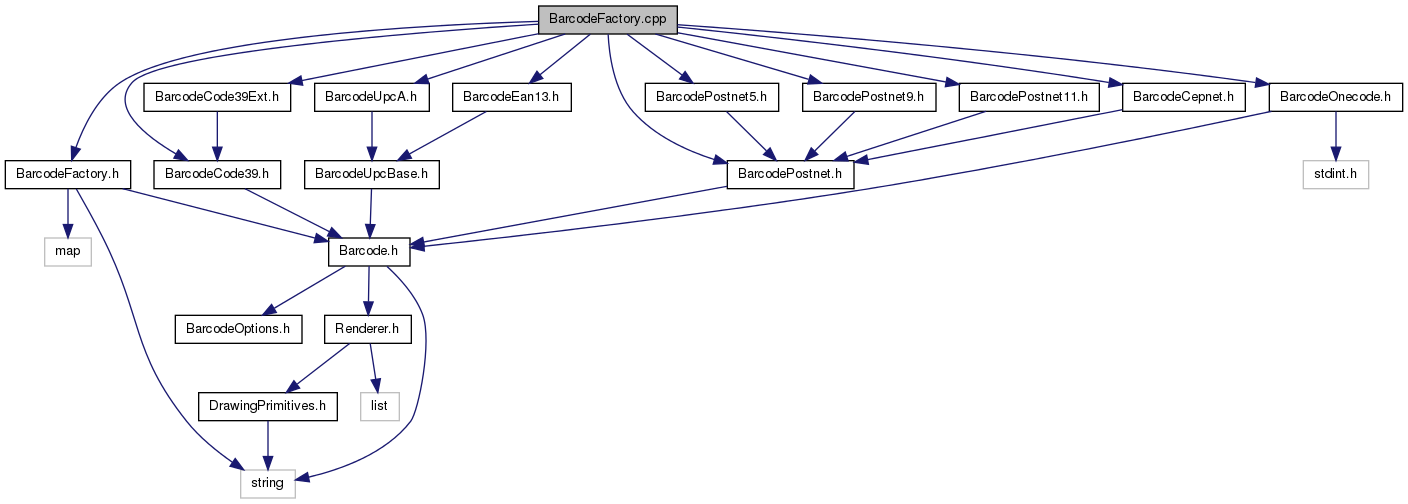 BarcodeFactory.cpp
BarcodeCode39Ext.h
BarcodeUpcA.h
BarcodeEan13.h
BarcodePostnet5.h
BarcodePostnet9.h
BarcodePostnet11.h
BarcodeCepnet.h
BarcodeOnecode.h
BarcodeFactory.h
BarcodeCode39.h
BarcodeUpcBase.h
BarcodePostnet.h
stdint.h
map
Barcode.h
BarcodeOptions.h
Renderer.h
DrawingPrimitives.h
list
string